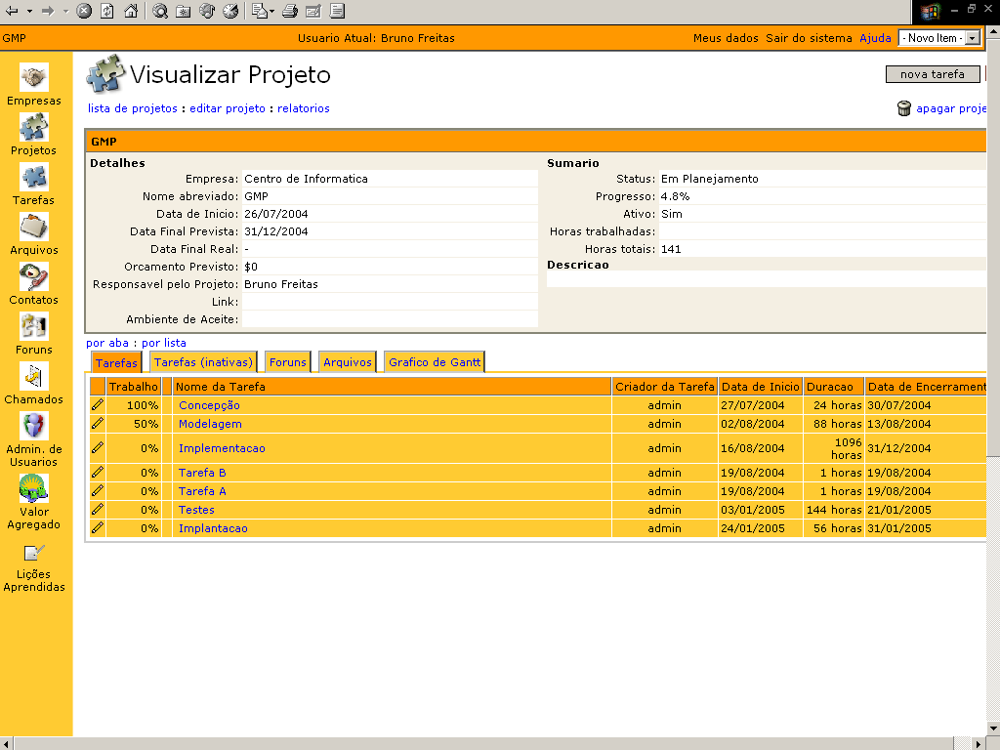 GMP Usuario Atual: Bruno Freitas Meus dados Sair do sistema Ajuda - Novo Item -
Empresas
Projetos
Tarefas
Arquivos
Contatos
Foruns
Chamados
Admin. de
Usuarios
Valor
Agregado
Lições
Aprendidas
Visualizar Projeto nova tarefa
lista de projetos : editar projeto : relatorios apagar proje
GMP
Detalhes
Empresa: Centro de Informatica
Nome abreviado: GMP
Data de Inicio: 26/07/2004
Data Final Prevista: 31/12/2004
Data Final Real: -
Orcamento Previsto: $0
Responsavel pelo Projeto: Bruno Freitas
Link:
Ambiente de Aceite:
Sumario
Status: Em Planejamento
Progresso: 4.8%
Ativo: Sim
Horas trabalhadas:
Horas totais: 141
Descricao
por aba : por lista
Tarefas Tarefas (inativas) Foruns Arquivos Grafico de Gantt
Trabalho Nome da Tarefa Criador da Tarefa Data de Inicio Duracao Data de Encerrament
100% Concepção admin 27/07/2004 24 horas 30/07/2004
50% Modelagem admin 02/08/2004 88 horas 13/08/2004
0% Implementacao admin 16/08/2004 1096 horas 31/12/2004
0% Tarefa B admin 19/08/2004 1 horas 19/08/2004
0% Tarefa A admin 19/08/2004 1 horas 19/08/2004
0% Testes admin 03/01/2005 144 horas 21/01/2005
0% Implantacao admin 24/01/2005 56 horas 31/01/2005